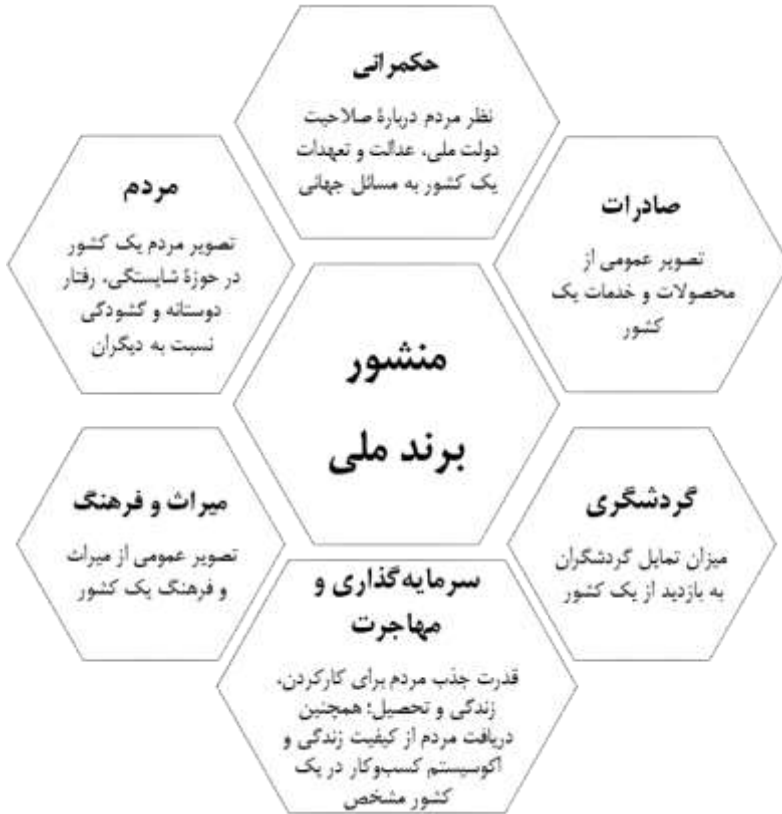 حکمرانی
نظر مردم دربارهٔ صلاحیت
دولت ملی، عدالت و تعهدات
یک کشور به مسائل جهانی
صادرات
تصویر عمومی از
محصولات و خدمات یک
کشور
مردم
تصویر مردم یک کشور
در حوزهٔ شایستگی، رفتار
دوستانه و گشودگی
نسبت به دیگران
منشور
برند ملی
گردشگری
میزان تمایل گردشگران
به بازدید از یک کشور
میراث و فرهنگ
تصویر عمومی از میراث
و فرهنگ یک کشور
سرمایه‌گذاری و
مهاجرت
قدرت جذب مردم برای کارکردن،
زندگی و تحصیل؛ همچنین
دریافت مردم از کیفیت زندگی و
اکوسیستم کسب‌وکار در یک
کشور مشخص